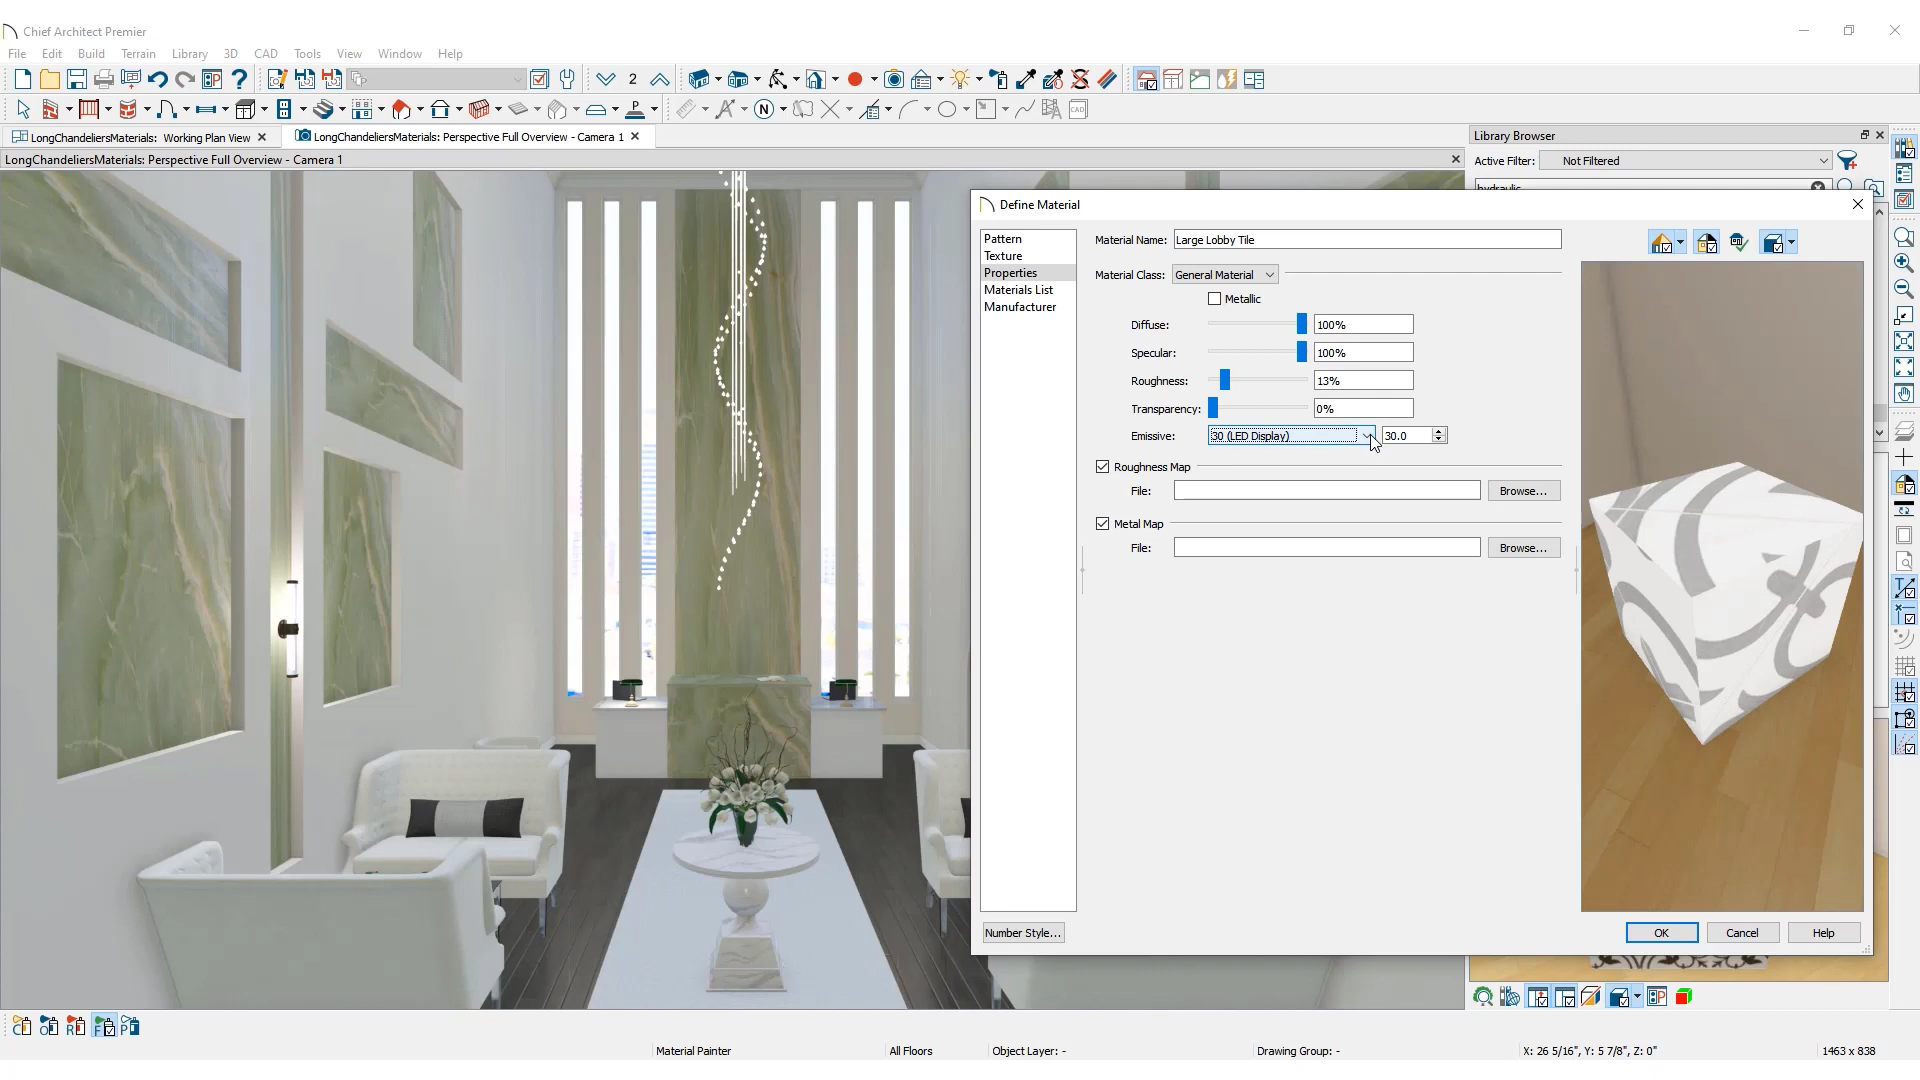 Chief Architect Premier
File Edit Build Terrain Library 3D CAD Tools View Window Help
2
N
P
CAD
LongChandeliersMaterials: Working Plan View
LongChandeliersMaterials: Perspective Full Overview - Camera 1
LongChandeliersMaterials: Perspective Full Overview - Camera 1
Library Browser
Active Filter: Not Filtered
hydraulic
Define Material
Pattern
Texture
Properties
Materials List
Manufacturer
Material Name: Large Lobby Tile
Material Class: General Material
Metallic
Diffuse: 100%
Specular: 100%
Roughness: 13%
Transparency: 0%
Emissive: 30 (LED Display) 30.0
Roughness Map
File: Browse...
Metal Map
File: Browse...
Number Style...
OK Cancel Help
Material Painter
All Floors
Object Layer: -
Drawing Group: -
X: 26 5/16", Y: 5 7/8", Z: 0"
1463 x 838